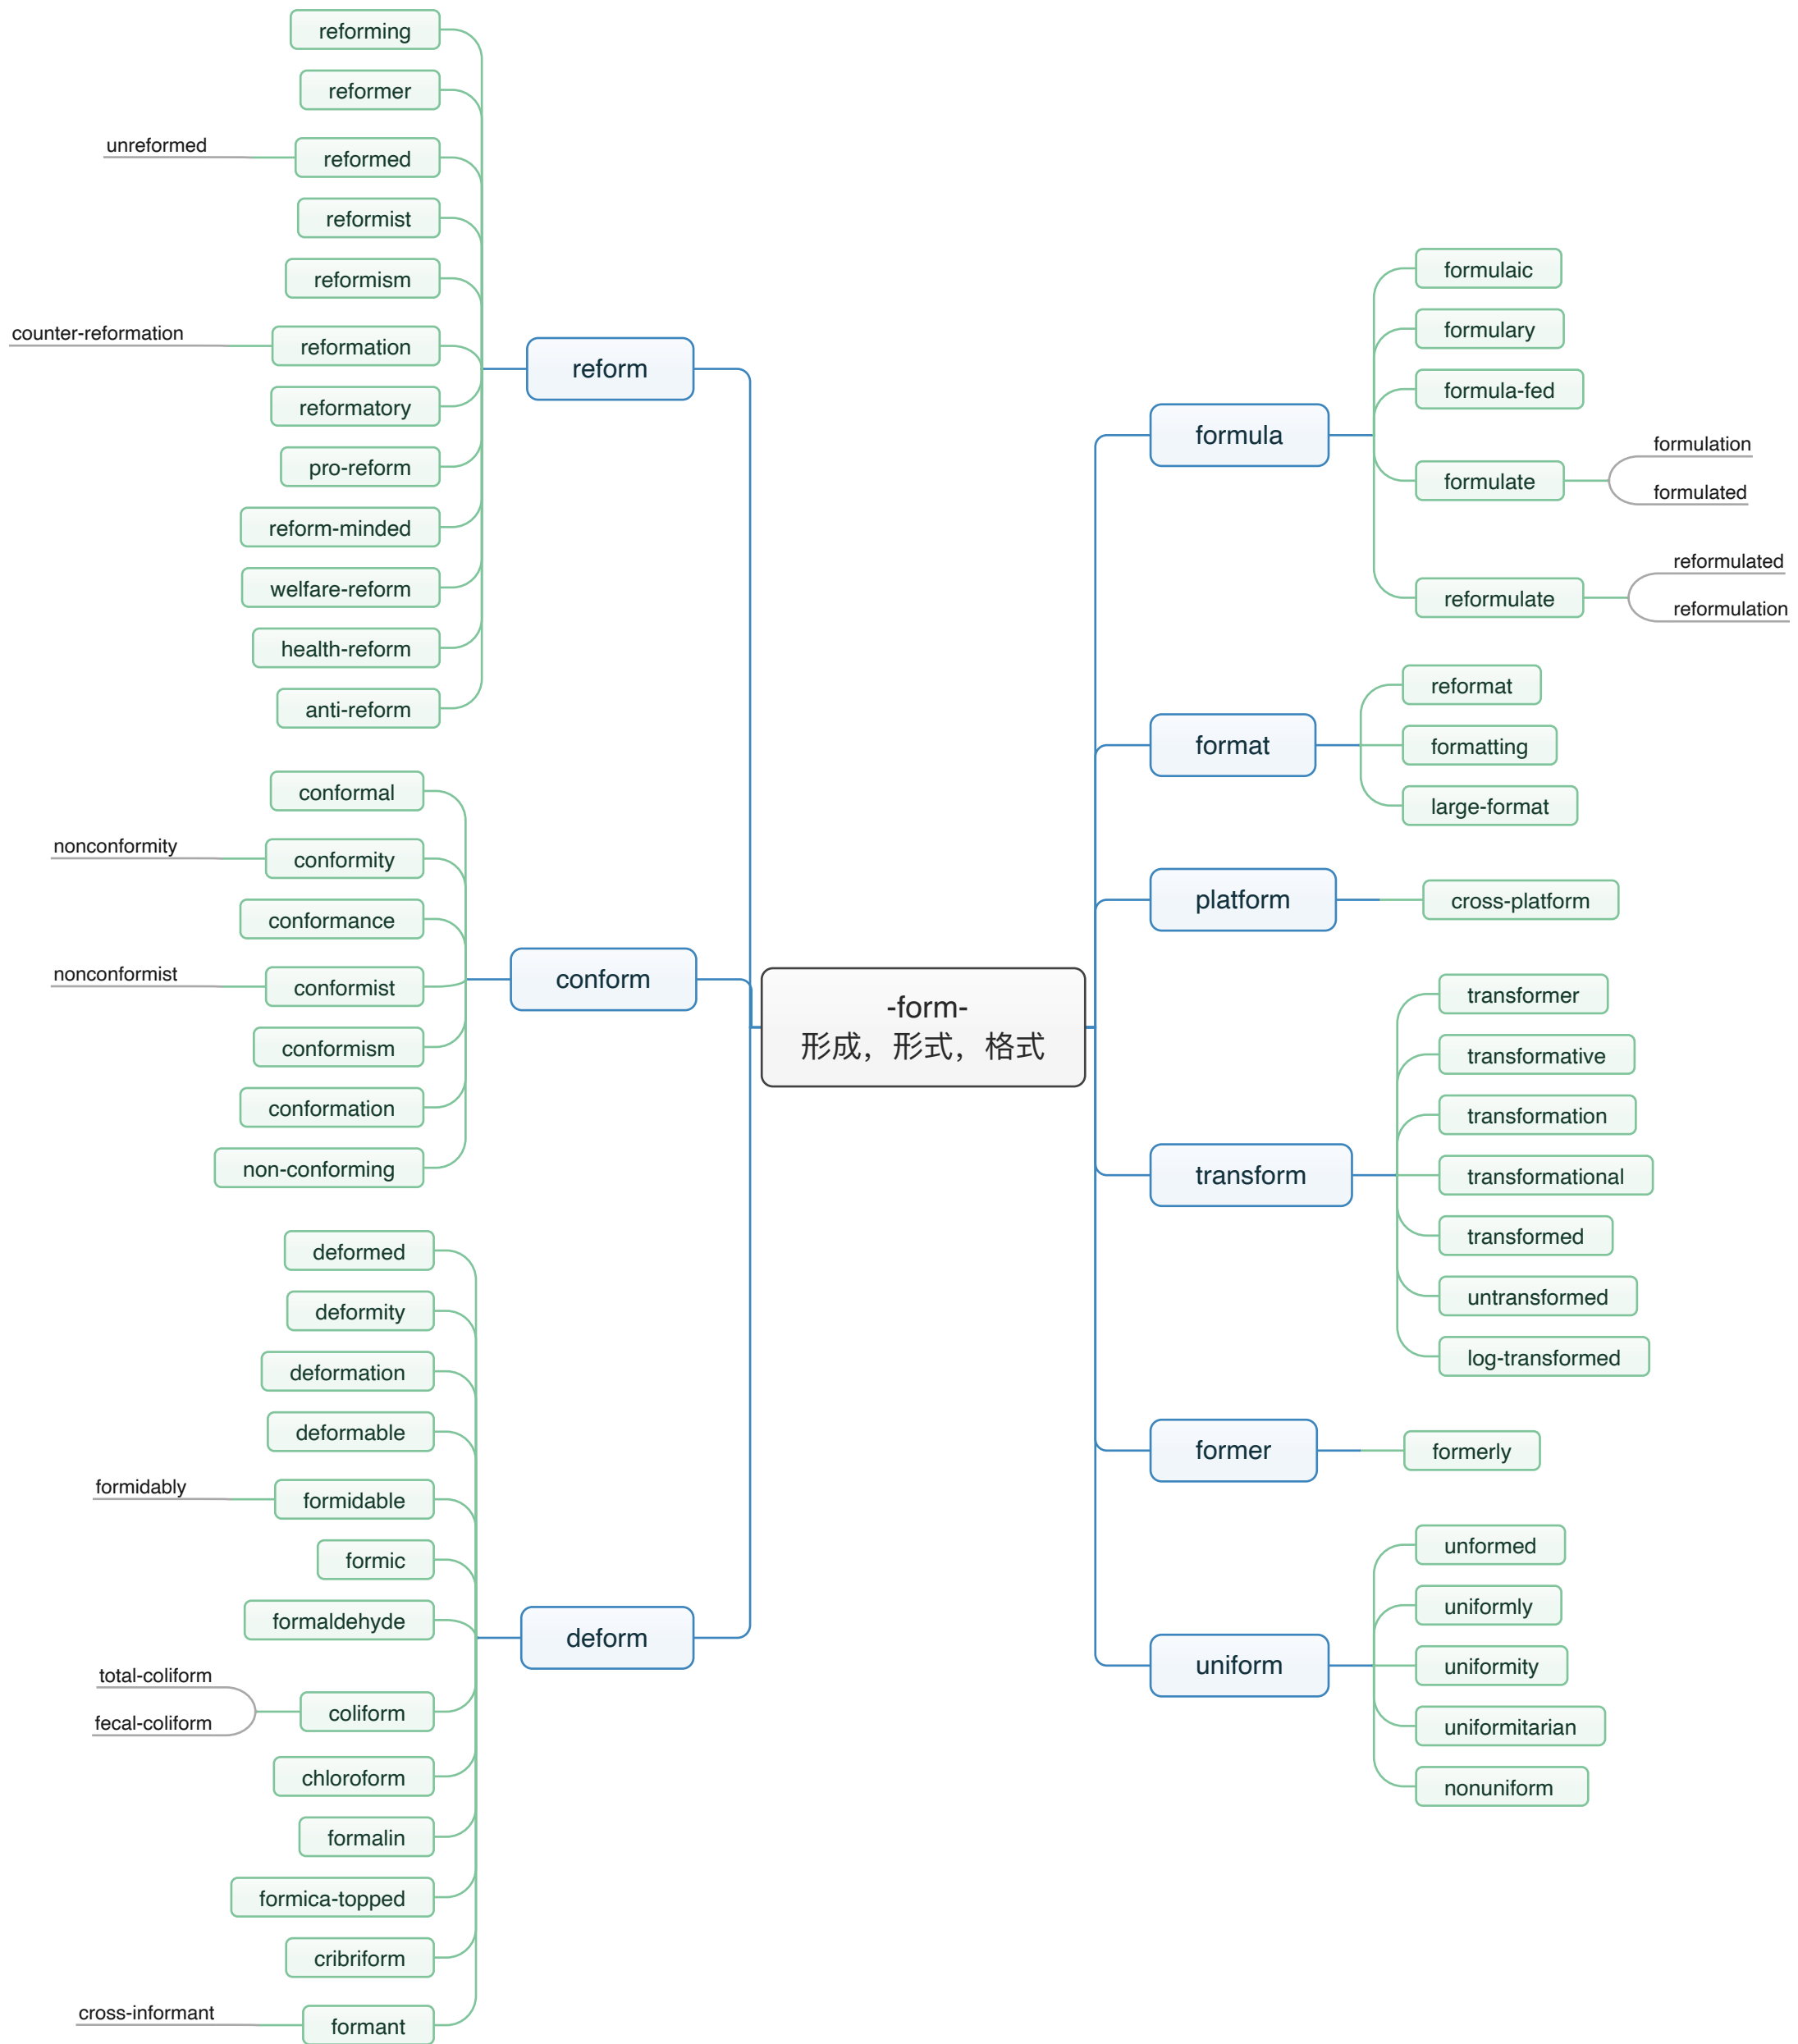 -form-
形成，形式，格式
formula
formulaic
formulary
formula-fed
formulate
formulation
formulated
reformulate
reformulated
reformulation
format
reformat
formatting
large-format
platform
cross-platform
transform
transformer
transformative
transformation
transformational
transformed
untransformed
log-transformed
former
formerly
uniform
unformed
uniformly
uniformity
uniformitarian
nonuniform
reform
reforming
reformer
reformed
unreformed
reformist
reformism
reformation
counter-reformation
reformatory
pro-reform
reform-minded
welfare-reform
health-reform
anti-reform
conform
conformal
conformity
nonconformity
conformance
conformist
nonconformist
conformism
conformation
non-conforming
deform
deformed
deformity
deformation
deformable
formidable
formidably
formic
formaldehyde
coliform
total-coliform
fecal-coliform
chloroform
formalin
formica-topped
cribriform
formant
cross-informant